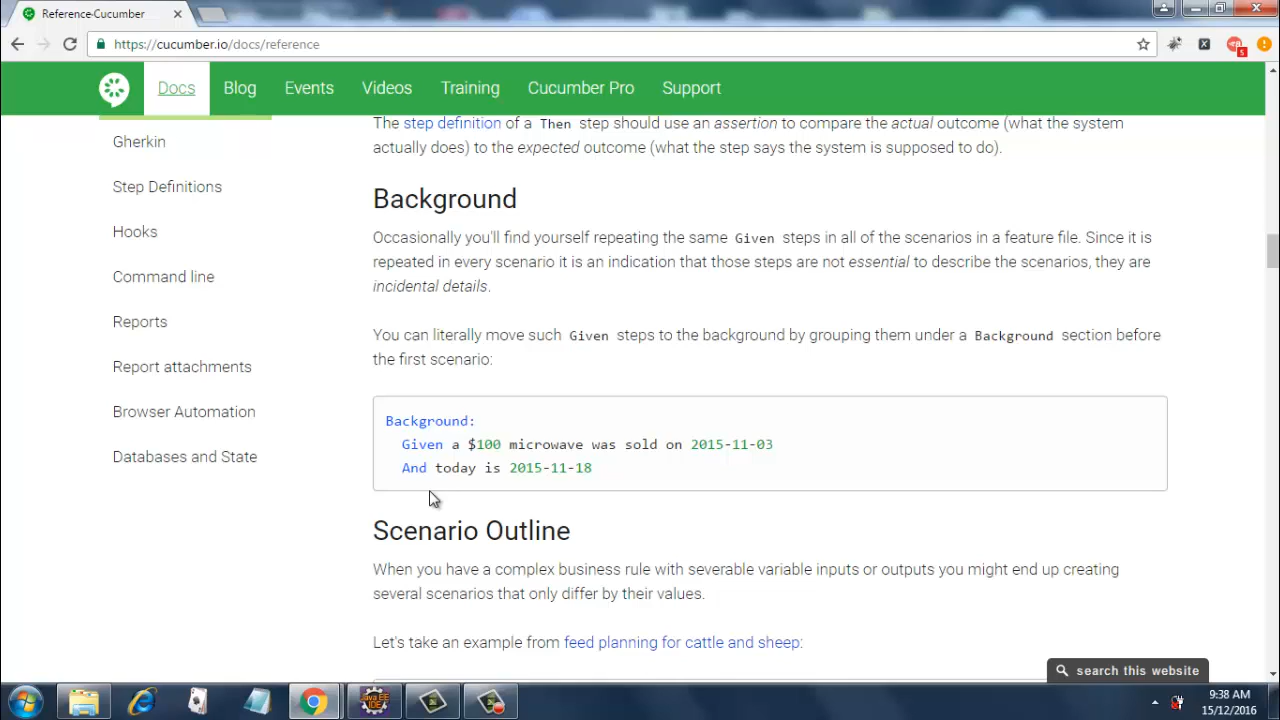 Reference-Cucumber
https://cucumber.io/docs/reference
5
Docs
Blog
Events
Videos
Training
Cucumber Pro
Support
Gherkin
Step Definitions
Hooks
Command line
Reports
Report attachments
Browser Automation
Databases and State
The step definition of a Then step should use an assertion to compare the actual outcome (what the system
actually does) to the expected outcome (what the step says the system is supposed to do).
Background
Occasionally you'll find yourself repeating the same Given steps in all of the scenarios in a feature file. Since it is
repeated in every scenario it is an indication that those steps are not essential to describe the scenarios, they are
incidental details.
You can literally move such Given steps to the background by grouping them under a Background section before
the first scenario:
Background:
Given a $100 microwave was sold on 2015-11-03
And today is 2015-11-18
Scenario Outline
When you have a complex business rule with severable variable inputs or outputs you might end up creating
several scenarios that only differ by their values.
Let's take an example from feed planning for cattle and sheep:
search this website
Java EE
IDE
9:38 AM
15/12/2016